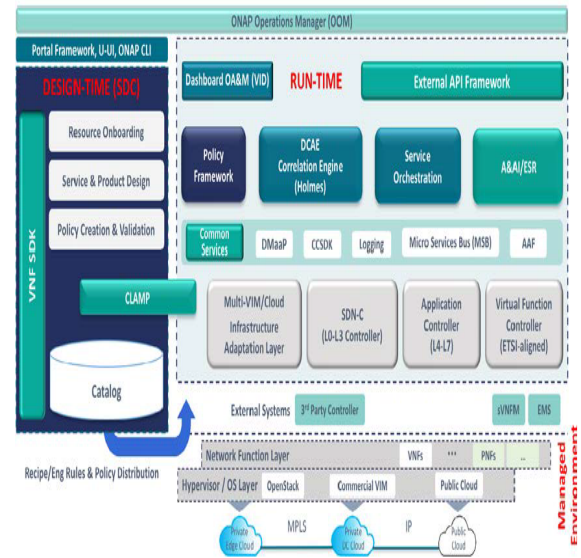 ONAP Operations Manager (OOM)
Portal Framework, U-UI, ONAP CLI
DESIGN-TIME (SDC)
VNF SDK
Resource Onboarding
Service & Product Design
Policy Creation & Validation
CLAMP
Catalog
Recipe/Eng Rules & Policy Distribution
Dashboard OA&M (VID)
RUN-TIME
External API Framework
Policy
Framework
DCAE
Correlation Engine
(Holmes)
Service
Orchestration
A&AI/ESR
Common
Services
DMaaP
CCSDK
Logging
Micro Services Bus (MSB)
AAF
Multi-VIM/Cloud
Infrastructure
Adaptation Layer
SDN-C
(L0-L3 Controller)
Application
Controller
(L4-L7)
Virtual Function
Controller
(ETSI-aligned)
External Systems
3rd Party Controller
sVNFM
EMS
Network Function Layer
VNFs
...
PNFs
..
Hypervisor / OS Layer
OpenStack
Commercial VIM
Public Cloud
Private
Edge Cloud
MPLS
Private
DC Cloud
IP
Public
Cloud
Managed
Environment